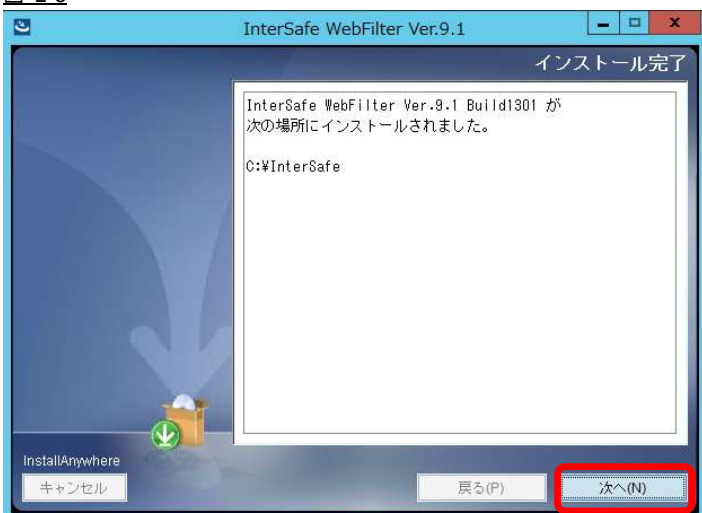 InterSafe WebFilter Ver.9.1
インストール完了
InterSafe WebFilter Ver.9.1 Build1301 が
次の場所にインストールされました。
C:¥InterSafe
InstallAnywhere
キャンセル
戻る(P)
次へ(N)